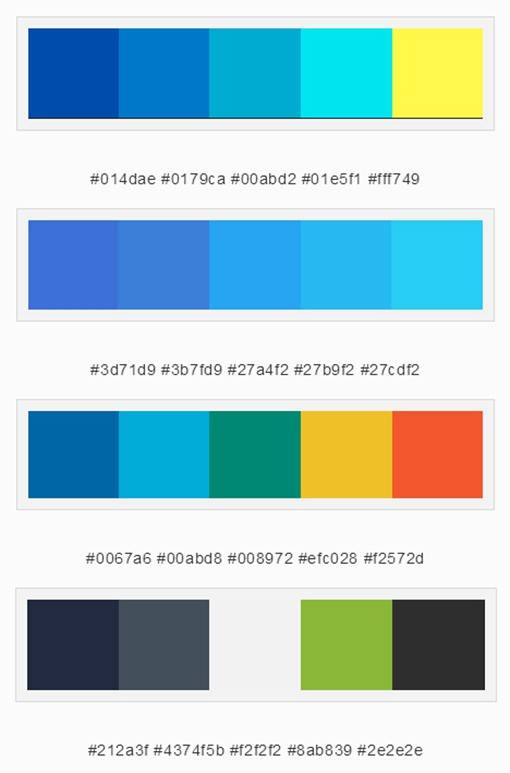 #014dae #0179ca #00abd2 #01e5f1 #fff749
#3d71d9 #3b7fd9 #27a4f2 #27b9f2 #27cdf2
#0067a6 #00abd8 #008972 #efc028 #f2572d
#212a3f #4374f5b #f2f2f2 #8ab839 #2e2e2e